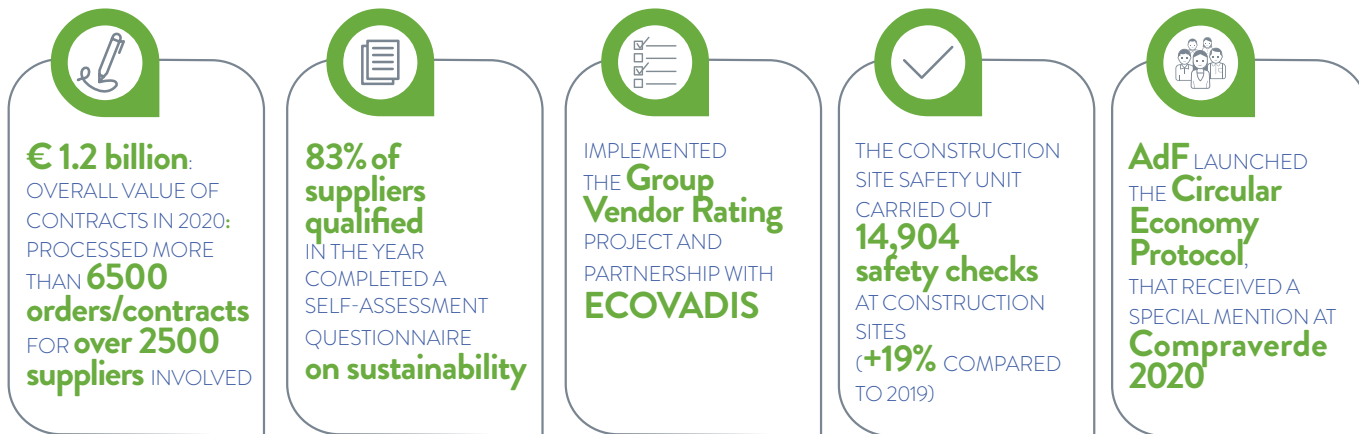 € 1.2 billion:
OVERALL VALUE OF
CONTRACTS IN 2020:
PROCESSED MORE
THAN 6500
orders/contracts
FOR over 2500
suppliers INVOLVED
83% of
suppliers
qualified
IN THE YEAR
COMPLETED A
SELF-ASSESSMENT
QUESTIONNAIRE
on sustainability
IMPLEMENTED
THE Group
Vendor Rating
PROJECT AND
PARTNERSHIP WITH
ECOVADIS
THE CONSTRUCTION
SITE SAFETY UNIT
CARRIED OUT
14,904
safety checks
AT CONSTRUCTION
SITES
(+19% COMPARED
TO 2019)
AdF LAUNCHED
THE Circular
Economy
Protocol,
THAT RECEIVED A
SPECIAL MENTION AT
Compraverde
2020